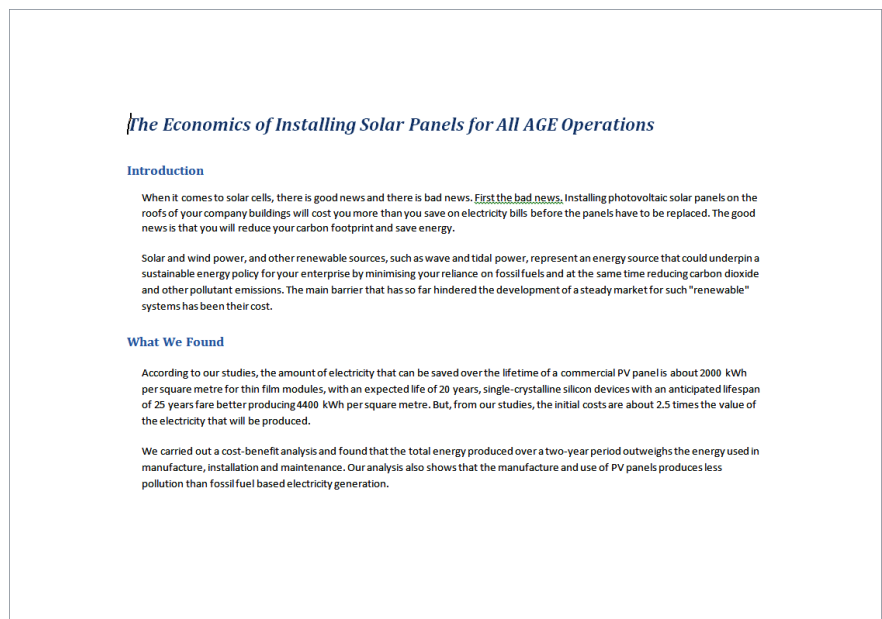 The Economics of Installing Solar Panels for All AGE Operations
Introduction
When it comes to solar cells, there is good news and there is bad news. First the bad news. Installing photovoltaic solar panels on the
roofs of your company buildings will cost you more than you save on electricity bills before the panels have to be replaced. The good
news is that you will reduce your carbon footprint and save energy.
Solar and wind power, and other renewable sources, such as wave and tidal power, represent an energy source that could underpin a
sustainable energy policy for your enterprise by minimising your reliance on fossil fuels and at the same time reducing carbon dioxide
and other pollutant emissions. The main barrier that has so far hindered the development of a steady market for such "renewable"
systems has been their cost.
What We Found
According to our studies, the amount of electricity that can be saved over the lifetime of a commercial PV panel is about 2000 kWh
per square metre for thin film modules, with an expected life of 20 years, single-crystalline silicon devices with an anticipated lifespan
of 25 years fare better producing 4400 kWh per square metre. But, from our studies, the initial costs are about 2.5 times the value of
the electricity that will be produced.
We carried out a cost-benefit analysis and found that the total energy produced over a two-year period outweighs the energy used in
manufacture, installation and maintenance. Our analysis also shows that the manufacture and use of PV panels produces less
pollution than fossil fuel based electricity generation.